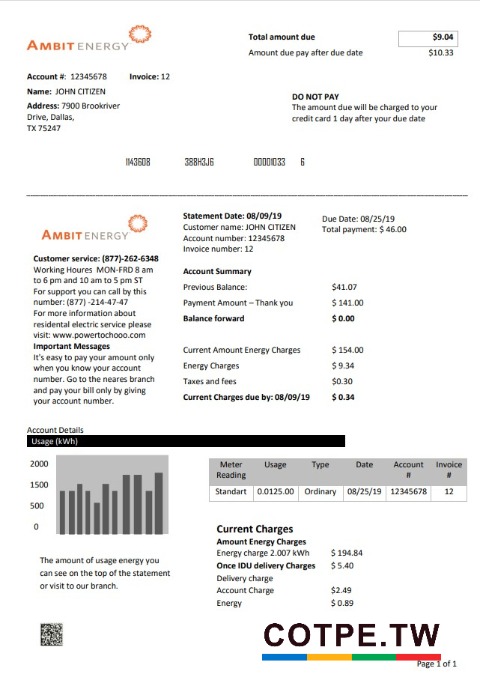 AMBIT ENERGY
Total amount due $9.04
Amount due pay after due date $10.33
Account #: 12345678 Invoice: 12
Name: JOHN CITIZEN
Address: 7900 Brookriver
Drive, Dallas,
TX 75247
DO NOT PAY
The amount due will be charged to your
credit card 1 day after your due date
1143608 388H3J6 00001033 6
AMBIT ENERGY
Customer service: (877)-262-6348
Working Houres MON-FRD 8 am
to 6 pm and 10 am to 5 pm ST
For support you can call by this
number: (877) -214-47-47
For more information about
residental electric service please
visit: www.powertochooo.com
Important Messages
It's easy to pay your amount only
when you know your account
number. Go to the neares branch
and pay your bill only by giving
your account number.
Statement Date: 08/09/19
Customer name: JOHN CITIZEN
Account number: 12345678
Invoice number: 12
Due Date: 08/25/19
Total payment: $ 46.00
Account Summary
Previous Balance: $41.07
Payment Amount – Thank you $ 141.00
Balance forward $ 0.00
Current Amount Energy Charges $ 154.00
Energy Charges $ 9.34
Taxes and fees $0.30
Current Charges due by: 08/09/19 $ 0.34
Account Details
Usage (kWh)
2000
1500
500
0
The amount of usage energy you
can see on the top of the statement
or visit to our branch.
Meter Reading Usage Type Date Account # Invoice #
Standart 0.0125.00 Ordinary 08/25/19 12345678 12
Current Charges
Amount Energy Charges
Energy charge 2.007 kWh $ 194.84
Once IDU delivery Charges $ 5.40
Delivery charge
Account Charge $2.49
Energy $ 0.89
COTPE.TW
Page 1 of 1